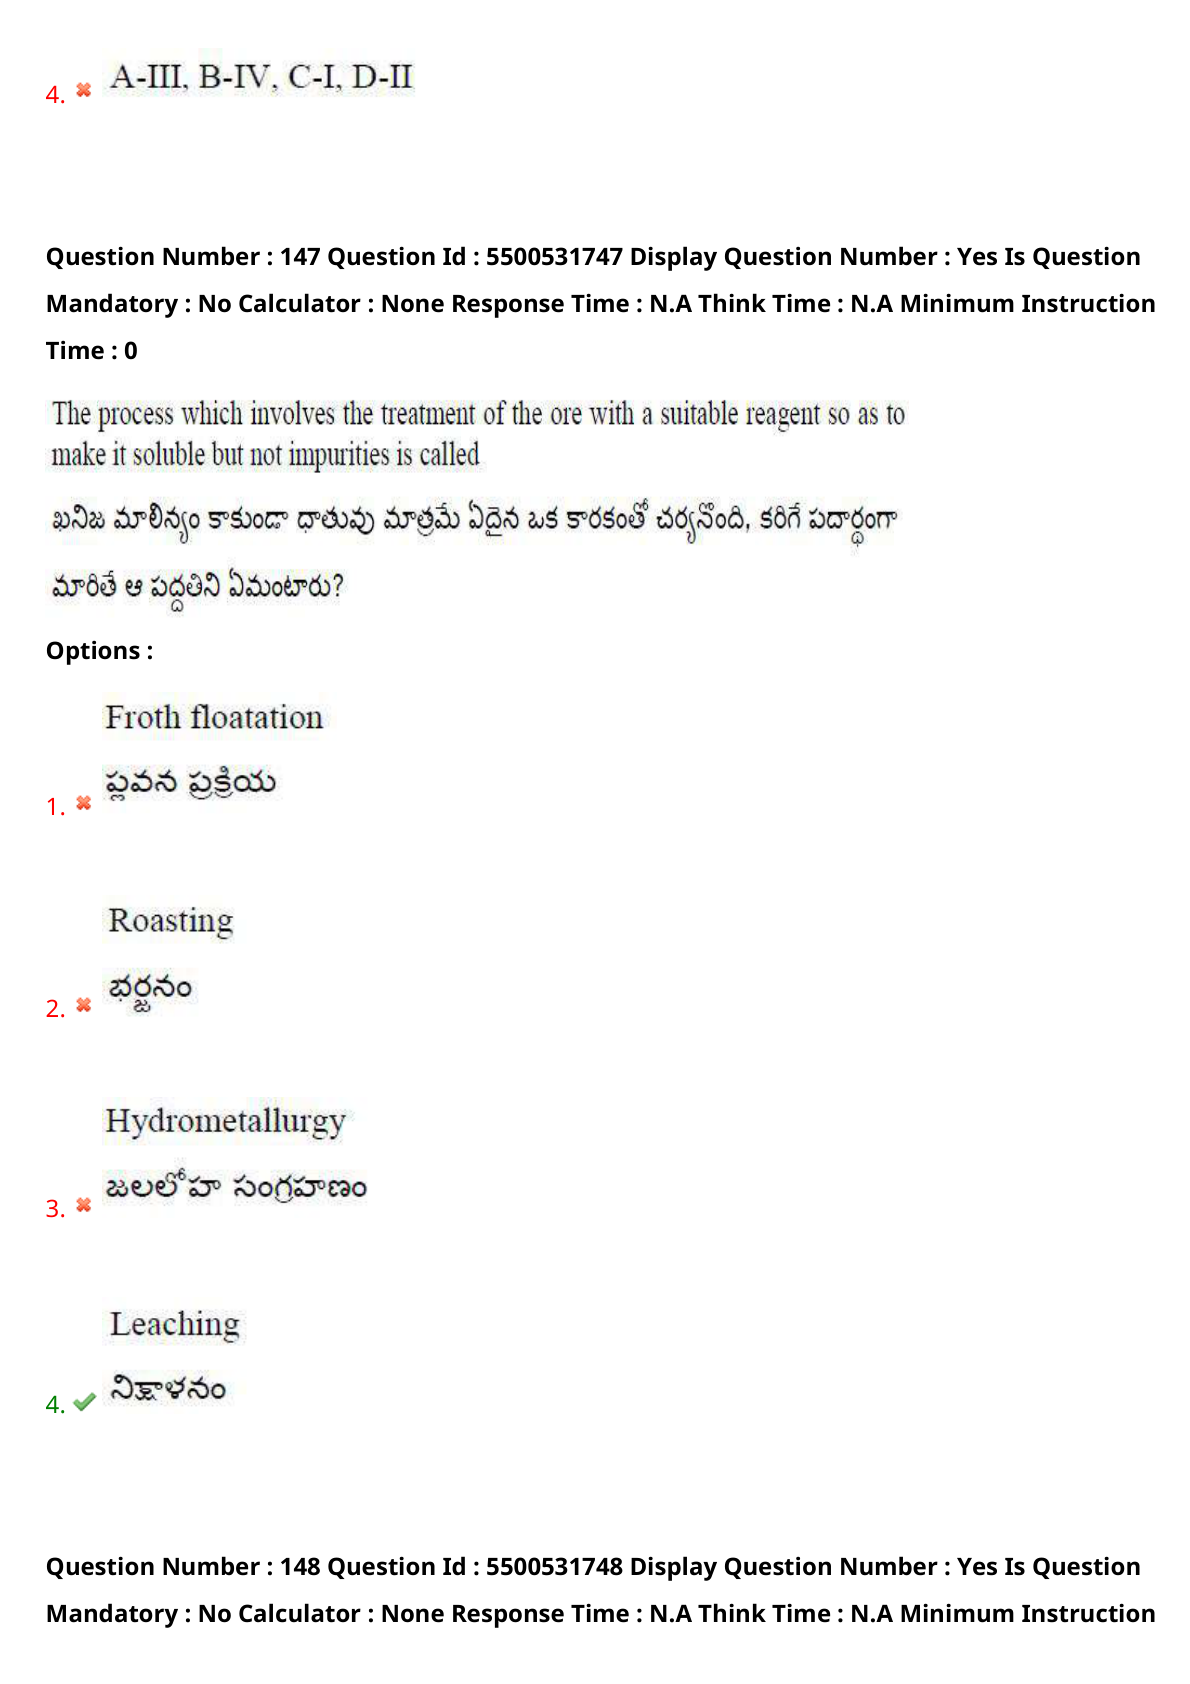 4. A-III, B-IV, C-I, D-II
Question Number : 147 Question Id : 5500531747 Display Question Number : Yes Is Question
Mandatory : No Calculator : None Response Time : N.A Think Time : N.A Minimum Instruction
Time : 0
The process which involves the treatment of the ore with a suitable reagent so as to
make it soluble but not impurities is called
ఖనిజ మాలిన్యం కాకుండా ధాతువు మాత్రమే ఏదైన ఒక కారకంతో చర్యనొంది, కరిగే పదార్థంగా
మారితే ఆ పద్దతిని ఏమంటారు?
Options :
Froth floatation
ప్లవన ప్రక్రియ
1.
Roasting
భర్జనం
2.
Hydrometallurgy
జలలోహ సంగ్రహణం
3.
Leaching
నిక్షాళనం
4.
Question Number : 148 Question Id : 5500531748 Display Question Number : Yes Is Question
Mandatory : No Calculator : None Response Time : N.A Think Time : N.A Minimum Instruction